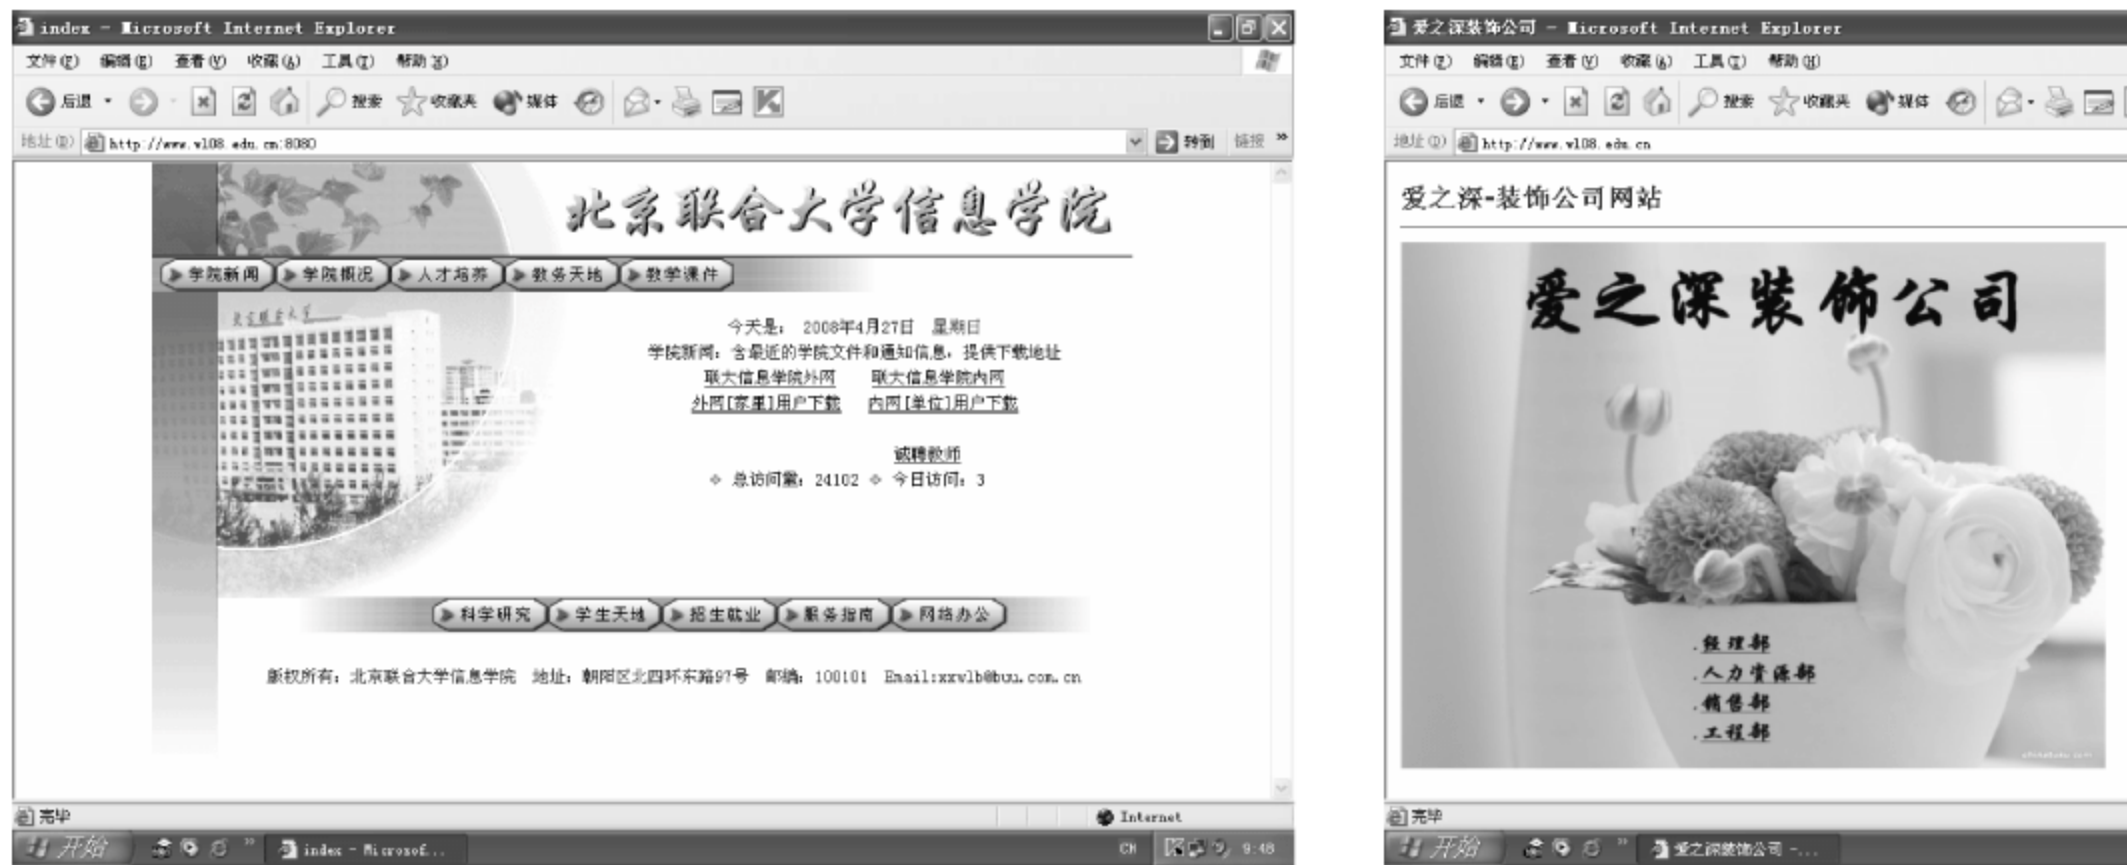 index - Microsoft Internet Explorer
文件(F) 编辑(E) 查看(V) 收藏(A) 工具(T) 帮助(H)
后退 搜索 收藏夹 媒体
地址(D) http://www.w108.edu.cn:8080 转到 链接 »
北京联合大学信息学院
学院新闻 学院概况 人才培养 教务天地 教学课件
北京联合大学
今天是： 2008年4月27日 星期日
学院新闻：含最近的学院文件和通知信息，提供下载地址
联大信息学院外网 联大信息学院内网
外网[家里]用户下载 内网[单位]用户下载
诚聘教师
总访问量：24102 今日访问：3
科学研究 学生天地 招生就业 服务指南 网络办公
版权所有：北京联合大学信息学院 地址：朝阳区北四环东路97号 邮编：100101 Email:xxwlb@buu.com.cn
完毕 Internet
开始 index - Microsof... CH 9:48
爱之深装饰公司 - Microsoft Internet Explorer
文件(F) 编辑(E) 查看(V) 收藏(A) 工具(T) 帮助(H)
后退 搜索 收藏夹 媒体
地址(D) http://www.w108.edu.cn
爱之深-装饰公司网站
爱之深装饰公司
.经理部
.人力资源部
.销售部
.工程部
完毕
开始 爱之深装饰公司 -...